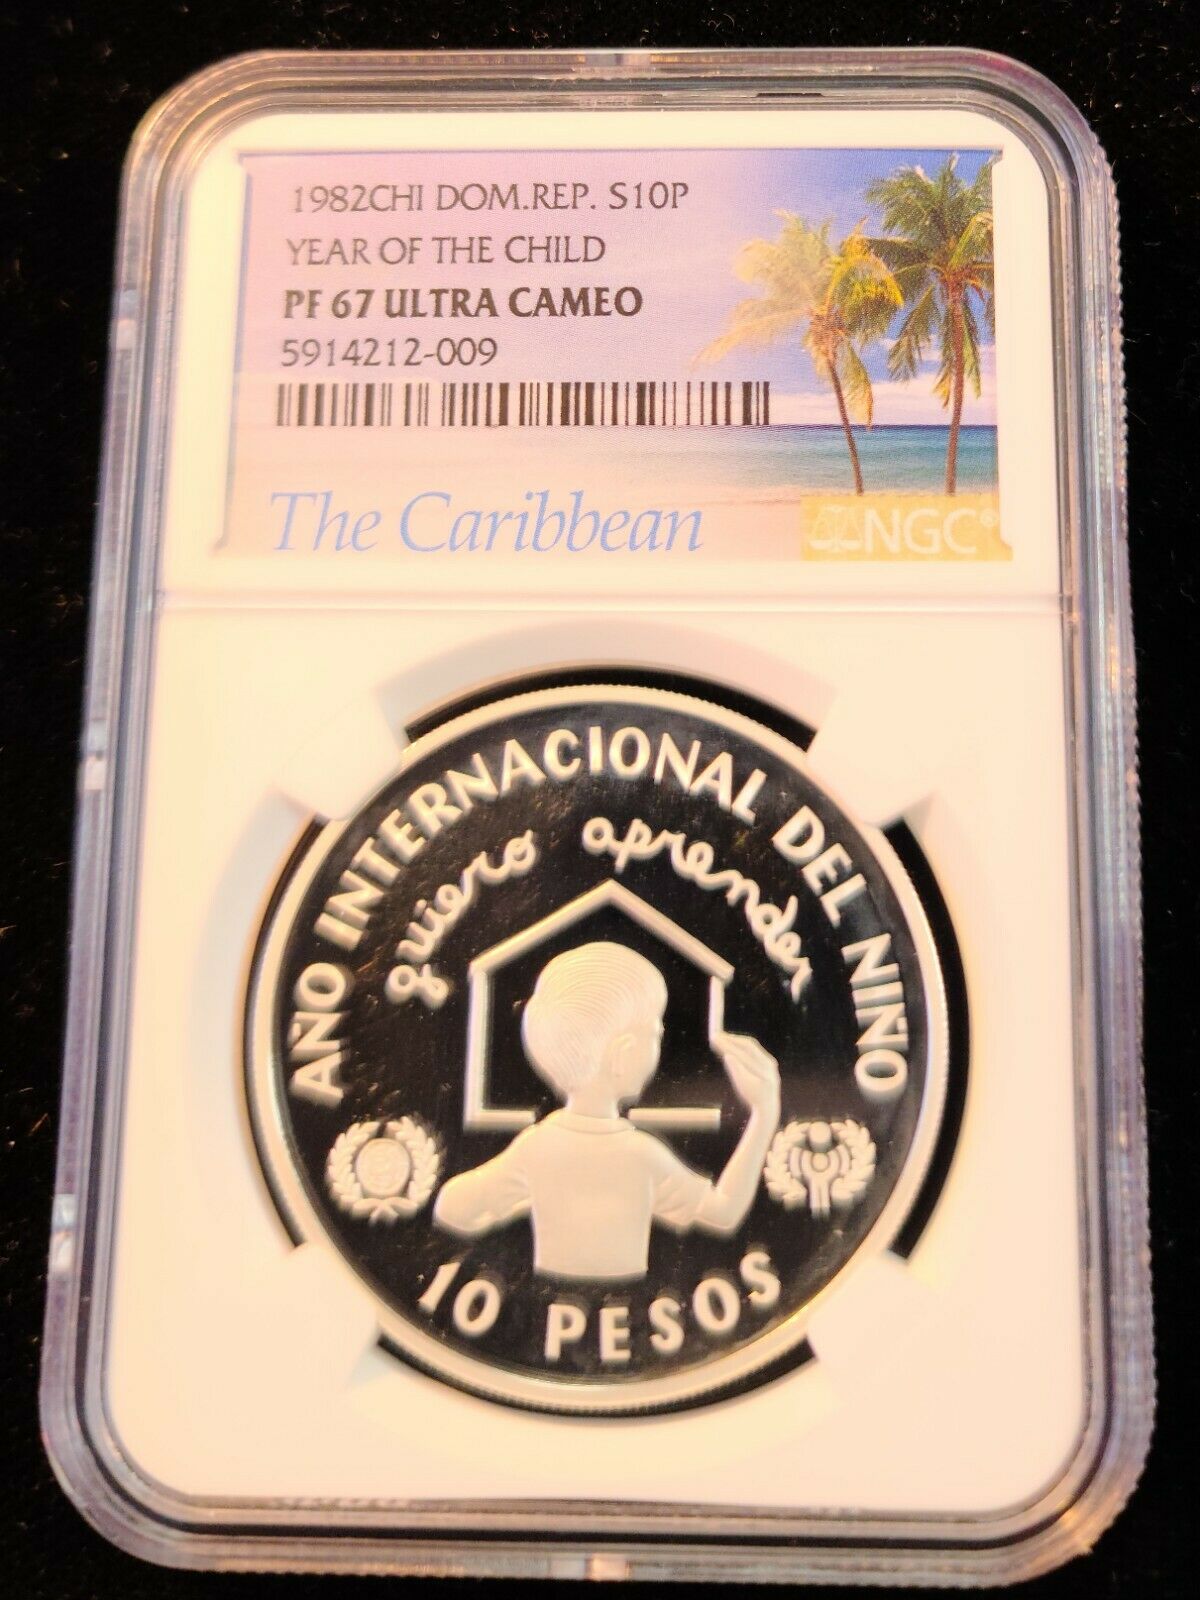 1982CHI DOM.REP. S10P
YEAR OF THE CHILD
PF 67 ULTRA CAMEO
5914212-009
The Caribbean
NGC®
AÑO INTERNACIONAL DEL NIÑO
quiero aprender
10 PESOS